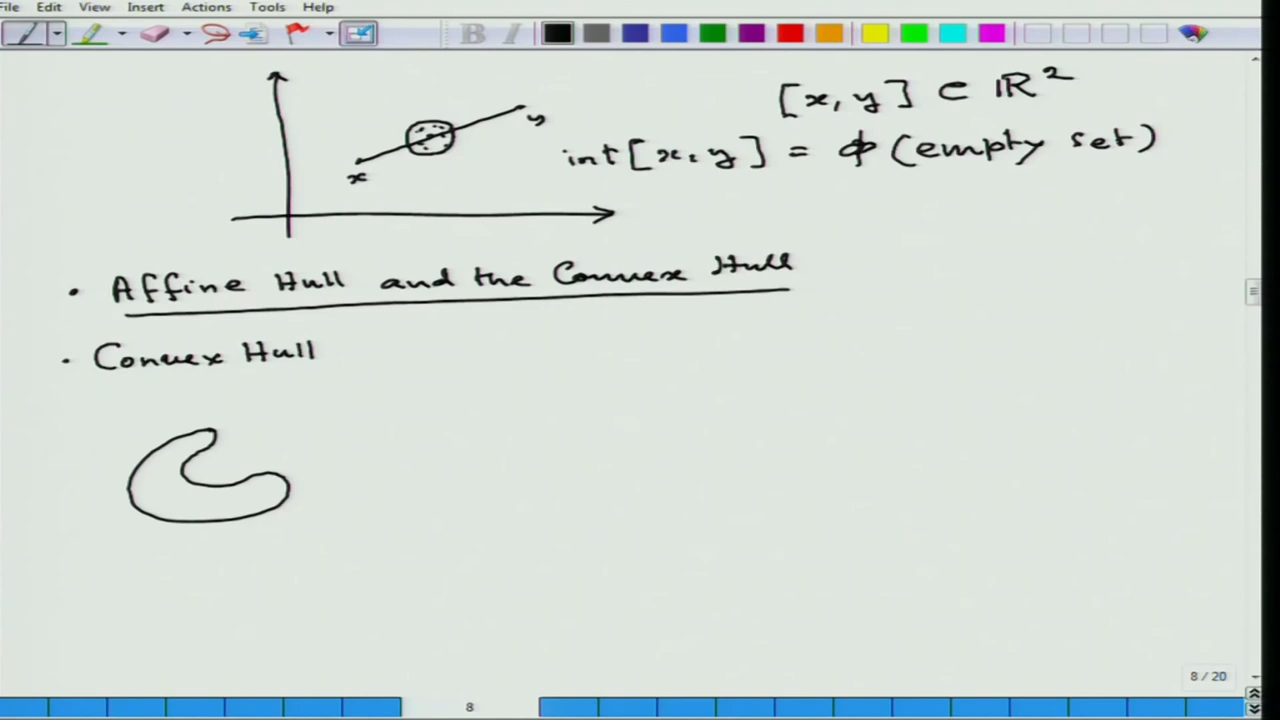 File Edit View Insert Actions Tools Help
B I
[x, y] ⊂ ℝ²
y
int[x, y] = ϕ (empty set)
x
• Affine Hull and the Convex Hull
• Convex Hull
8 / 20
8